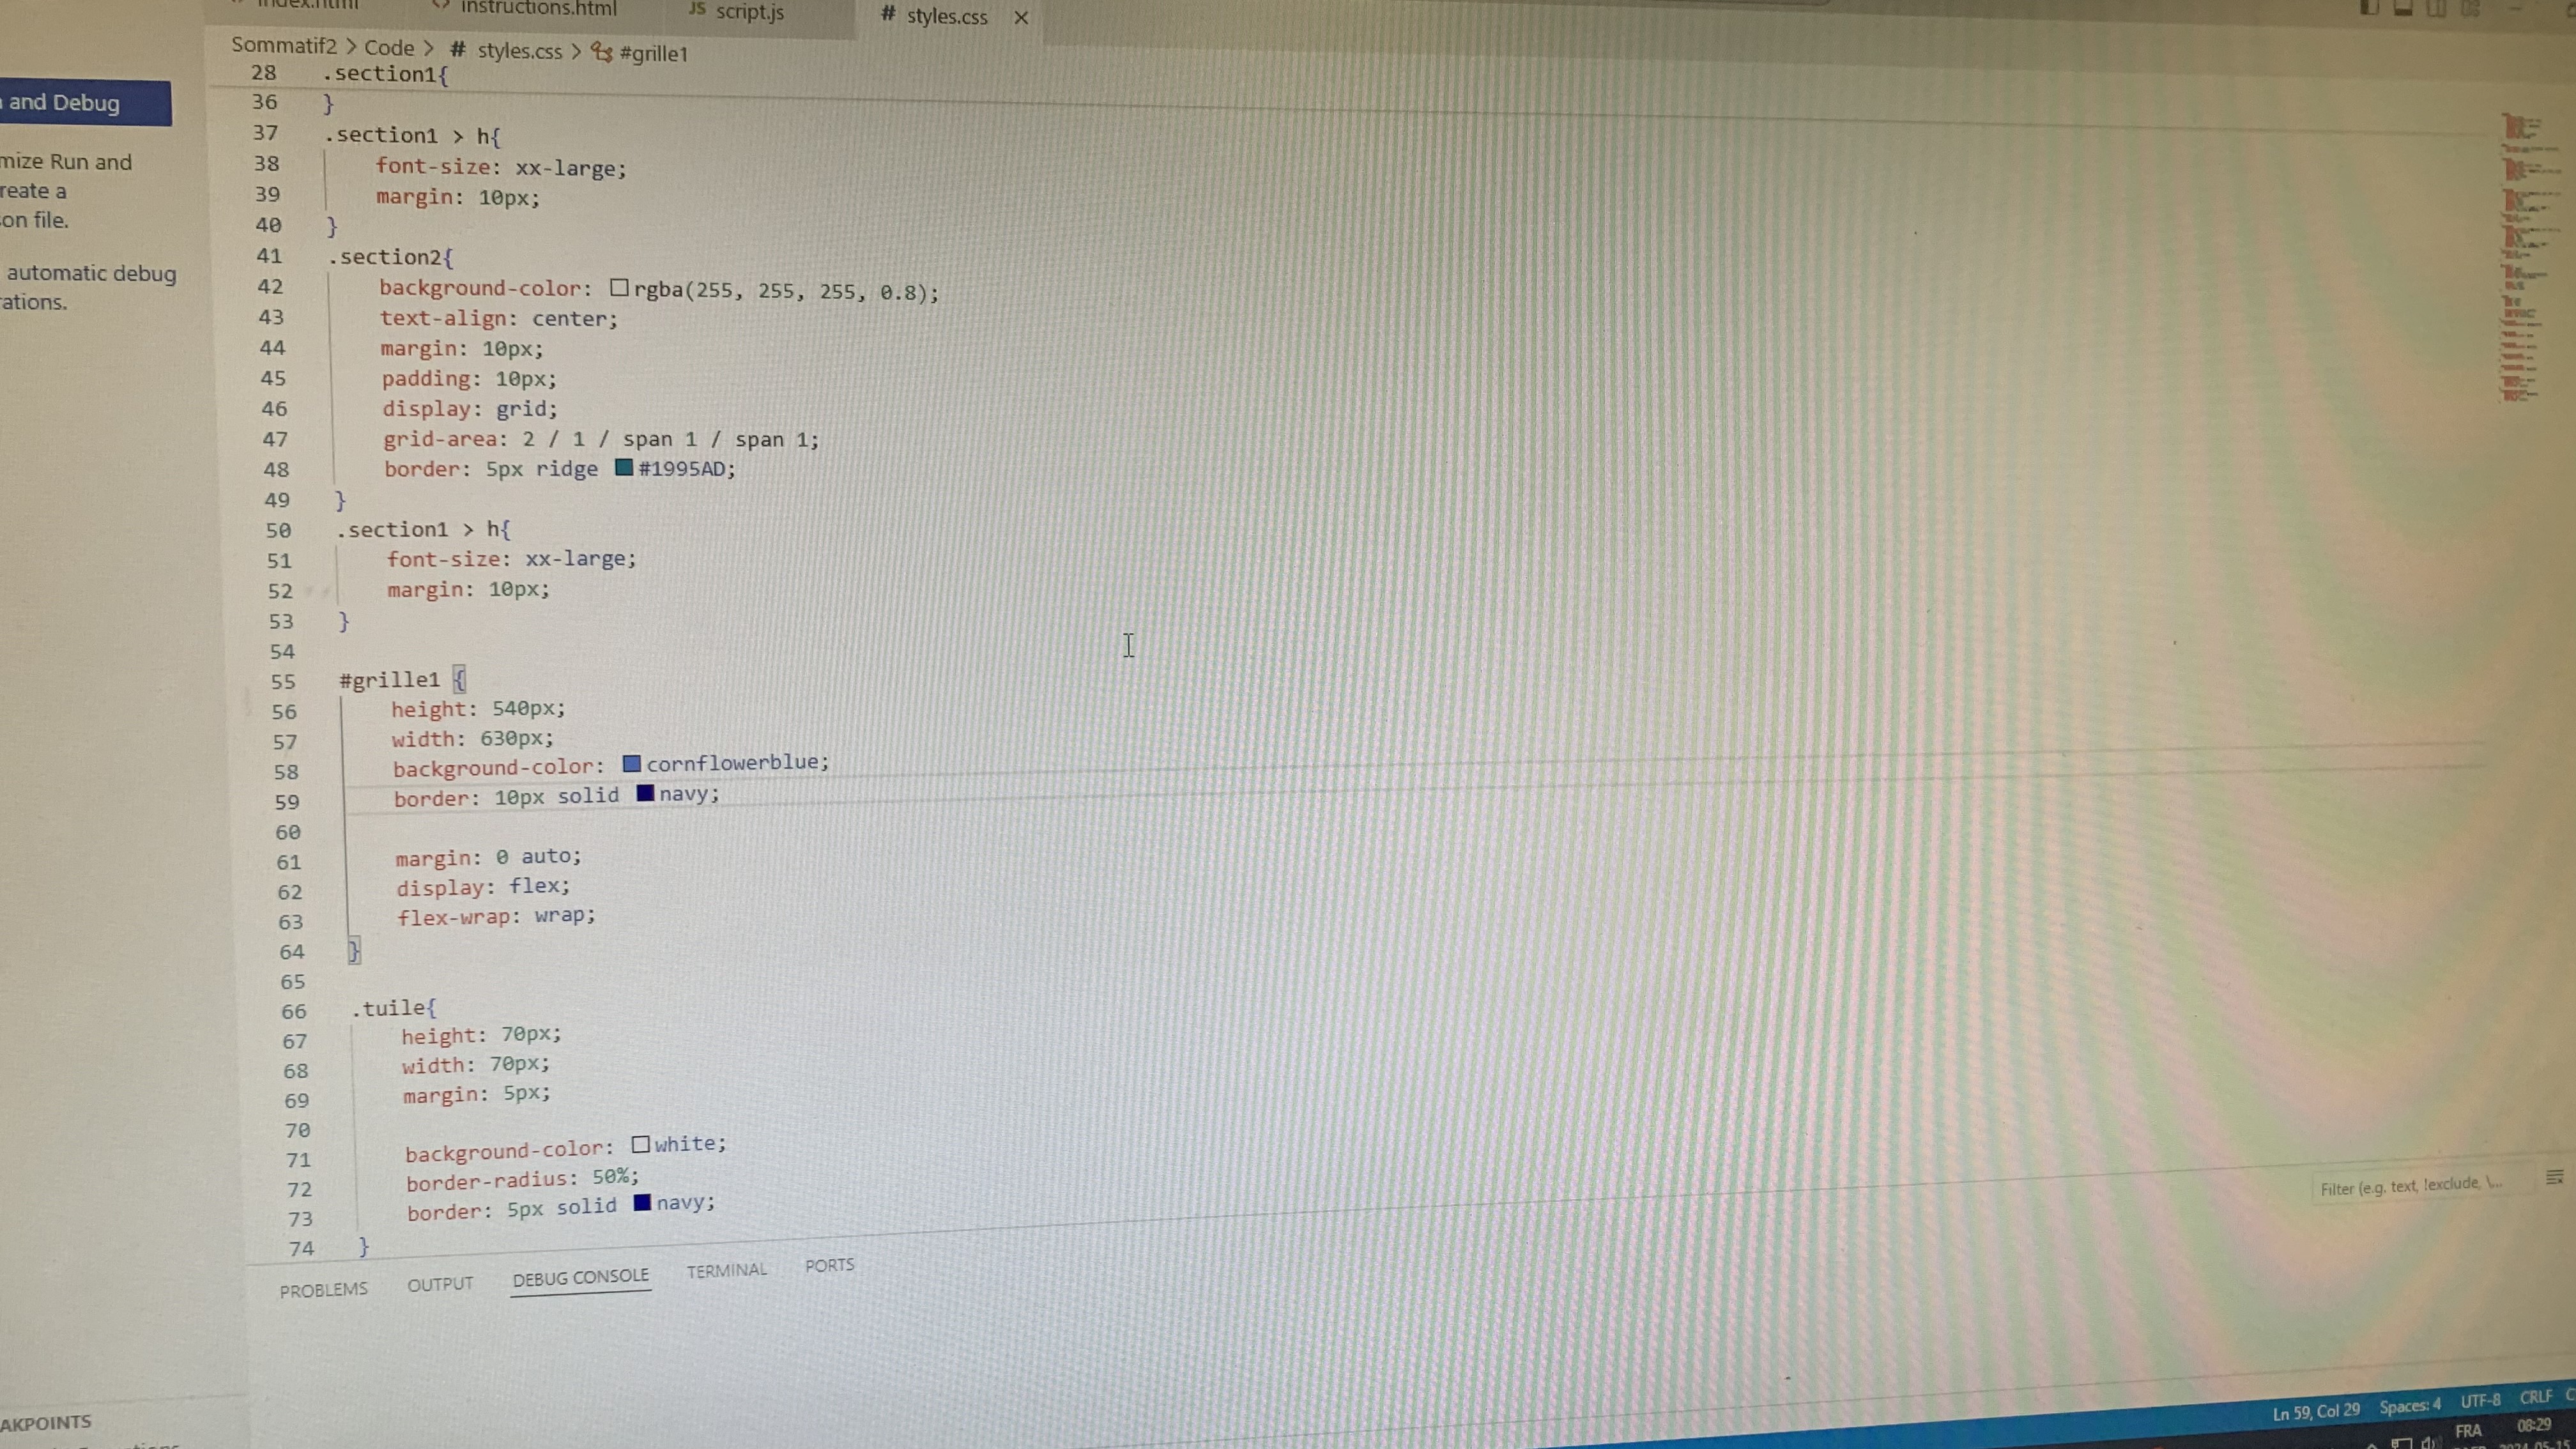 index.html
instructions.html
JS script.js
# styles.css ×
Sommatif2 > Code > # styles.css > #grille1
and Debug
mize Run and
reate a
on file.
automatic debug
ations.
28 .section1{
36 }
37 .section1 > h{
38 font-size: xx-large;
39 margin: 10px;
40 }
41 .section2{
42 background-color: rgba(255, 255, 255, 0.8);
43 text-align: center;
44 margin: 10px;
45 padding: 10px;
46 display: grid;
47 grid-area: 2 / 1 / span 1 / span 1;
48 border: 5px ridge #1995AD;
49 }
50 .section1 > h{
51 font-size: xx-large;
52 margin: 10px;
53 }
54
55 #grille1 {
56 height: 540px;
57 width: 630px;
58 background-color: cornflowerblue;
59 border: 10px solid navy;
60
61 margin: 0 auto;
62 display: flex;
63 flex-wrap: wrap;
64 }
65
66 .tuile{
67 height: 70px;
68 width: 70px;
69 margin: 5px;
70
71 background-color: white;
72 border-radius: 50%;
73 border: 5px solid navy;
74 }
PROBLEMS OUTPUT DEBUG CONSOLE TERMINAL PORTS
Filter (e.g. text, !exclude, \...
AKPOINTS
Ln 59, Col 29 Spaces: 4 UTF-8 CRLF
FRA 08:29